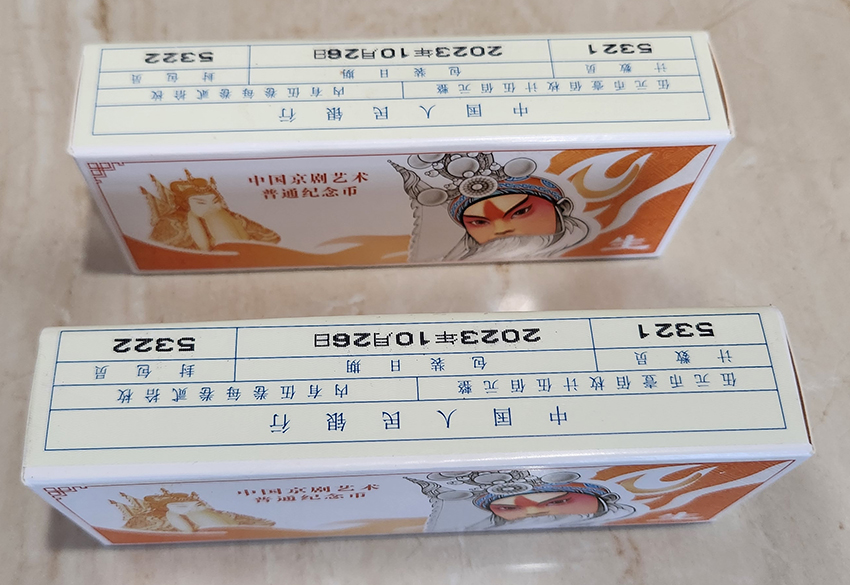 中国人民银行
伍元币壹佰枚计伍佰元整 内有伍卷每卷贰拾枚
计数员 包装日期 封包员
5321 2023年10月26日 5322
中国京剧艺术
普通纪念币
生
中国人民银行
伍元币壹佰枚计伍佰元整 内有伍卷每卷贰拾枚
计数员 包装日期 封包员
5321 2023年10月26日 5322
中国京剧艺术
普通纪念币